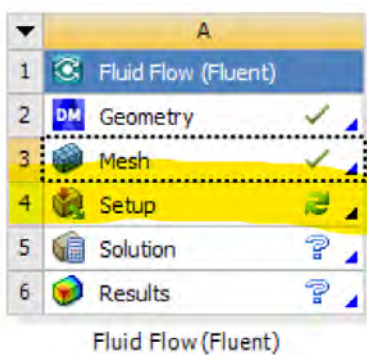 A
1 Fluid Flow (Fluent)
2 DM Geometry
3 Mesh
4 Setup
5 Solution ?
6 Results ?
Fluid Flow (Fluent)